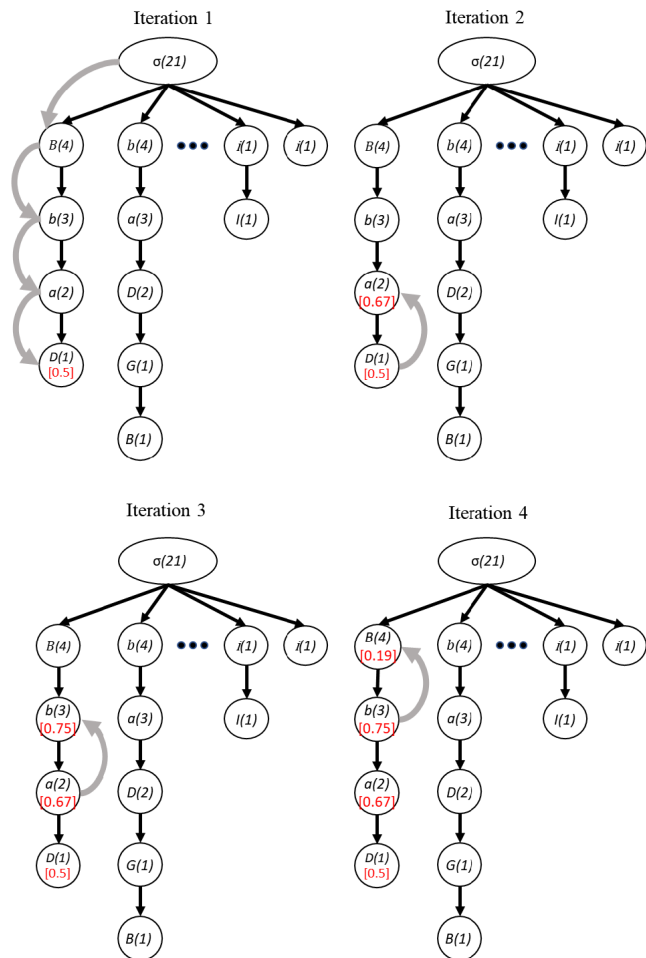 Iteration 1
σ(21)
B(4) b(4) i(1) i(1)
b(3) a(3) I(1)
a(2) D(2)
D(1) G(1)
[0.5]
B(1)
Iteration 2
σ(21)
B(4) b(4) i(1) i(1)
b(3) a(3) I(1)
a(2) D(2)
[0.67]
D(1) G(1)
[0.5]
B(1)
Iteration 3
σ(21)
B(4) b(4) i(1) i(1)
b(3) a(3) I(1)
[0.75]
a(2) D(2)
[0.67]
D(1) G(1)
[0.5]
B(1)
Iteration 4
σ(21)
B(4) b(4) i(1) i(1)
[0.19]
b(3) a(3) I(1)
[0.75]
a(2) D(2)
[0.67]
D(1) G(1)
[0.5]
B(1)